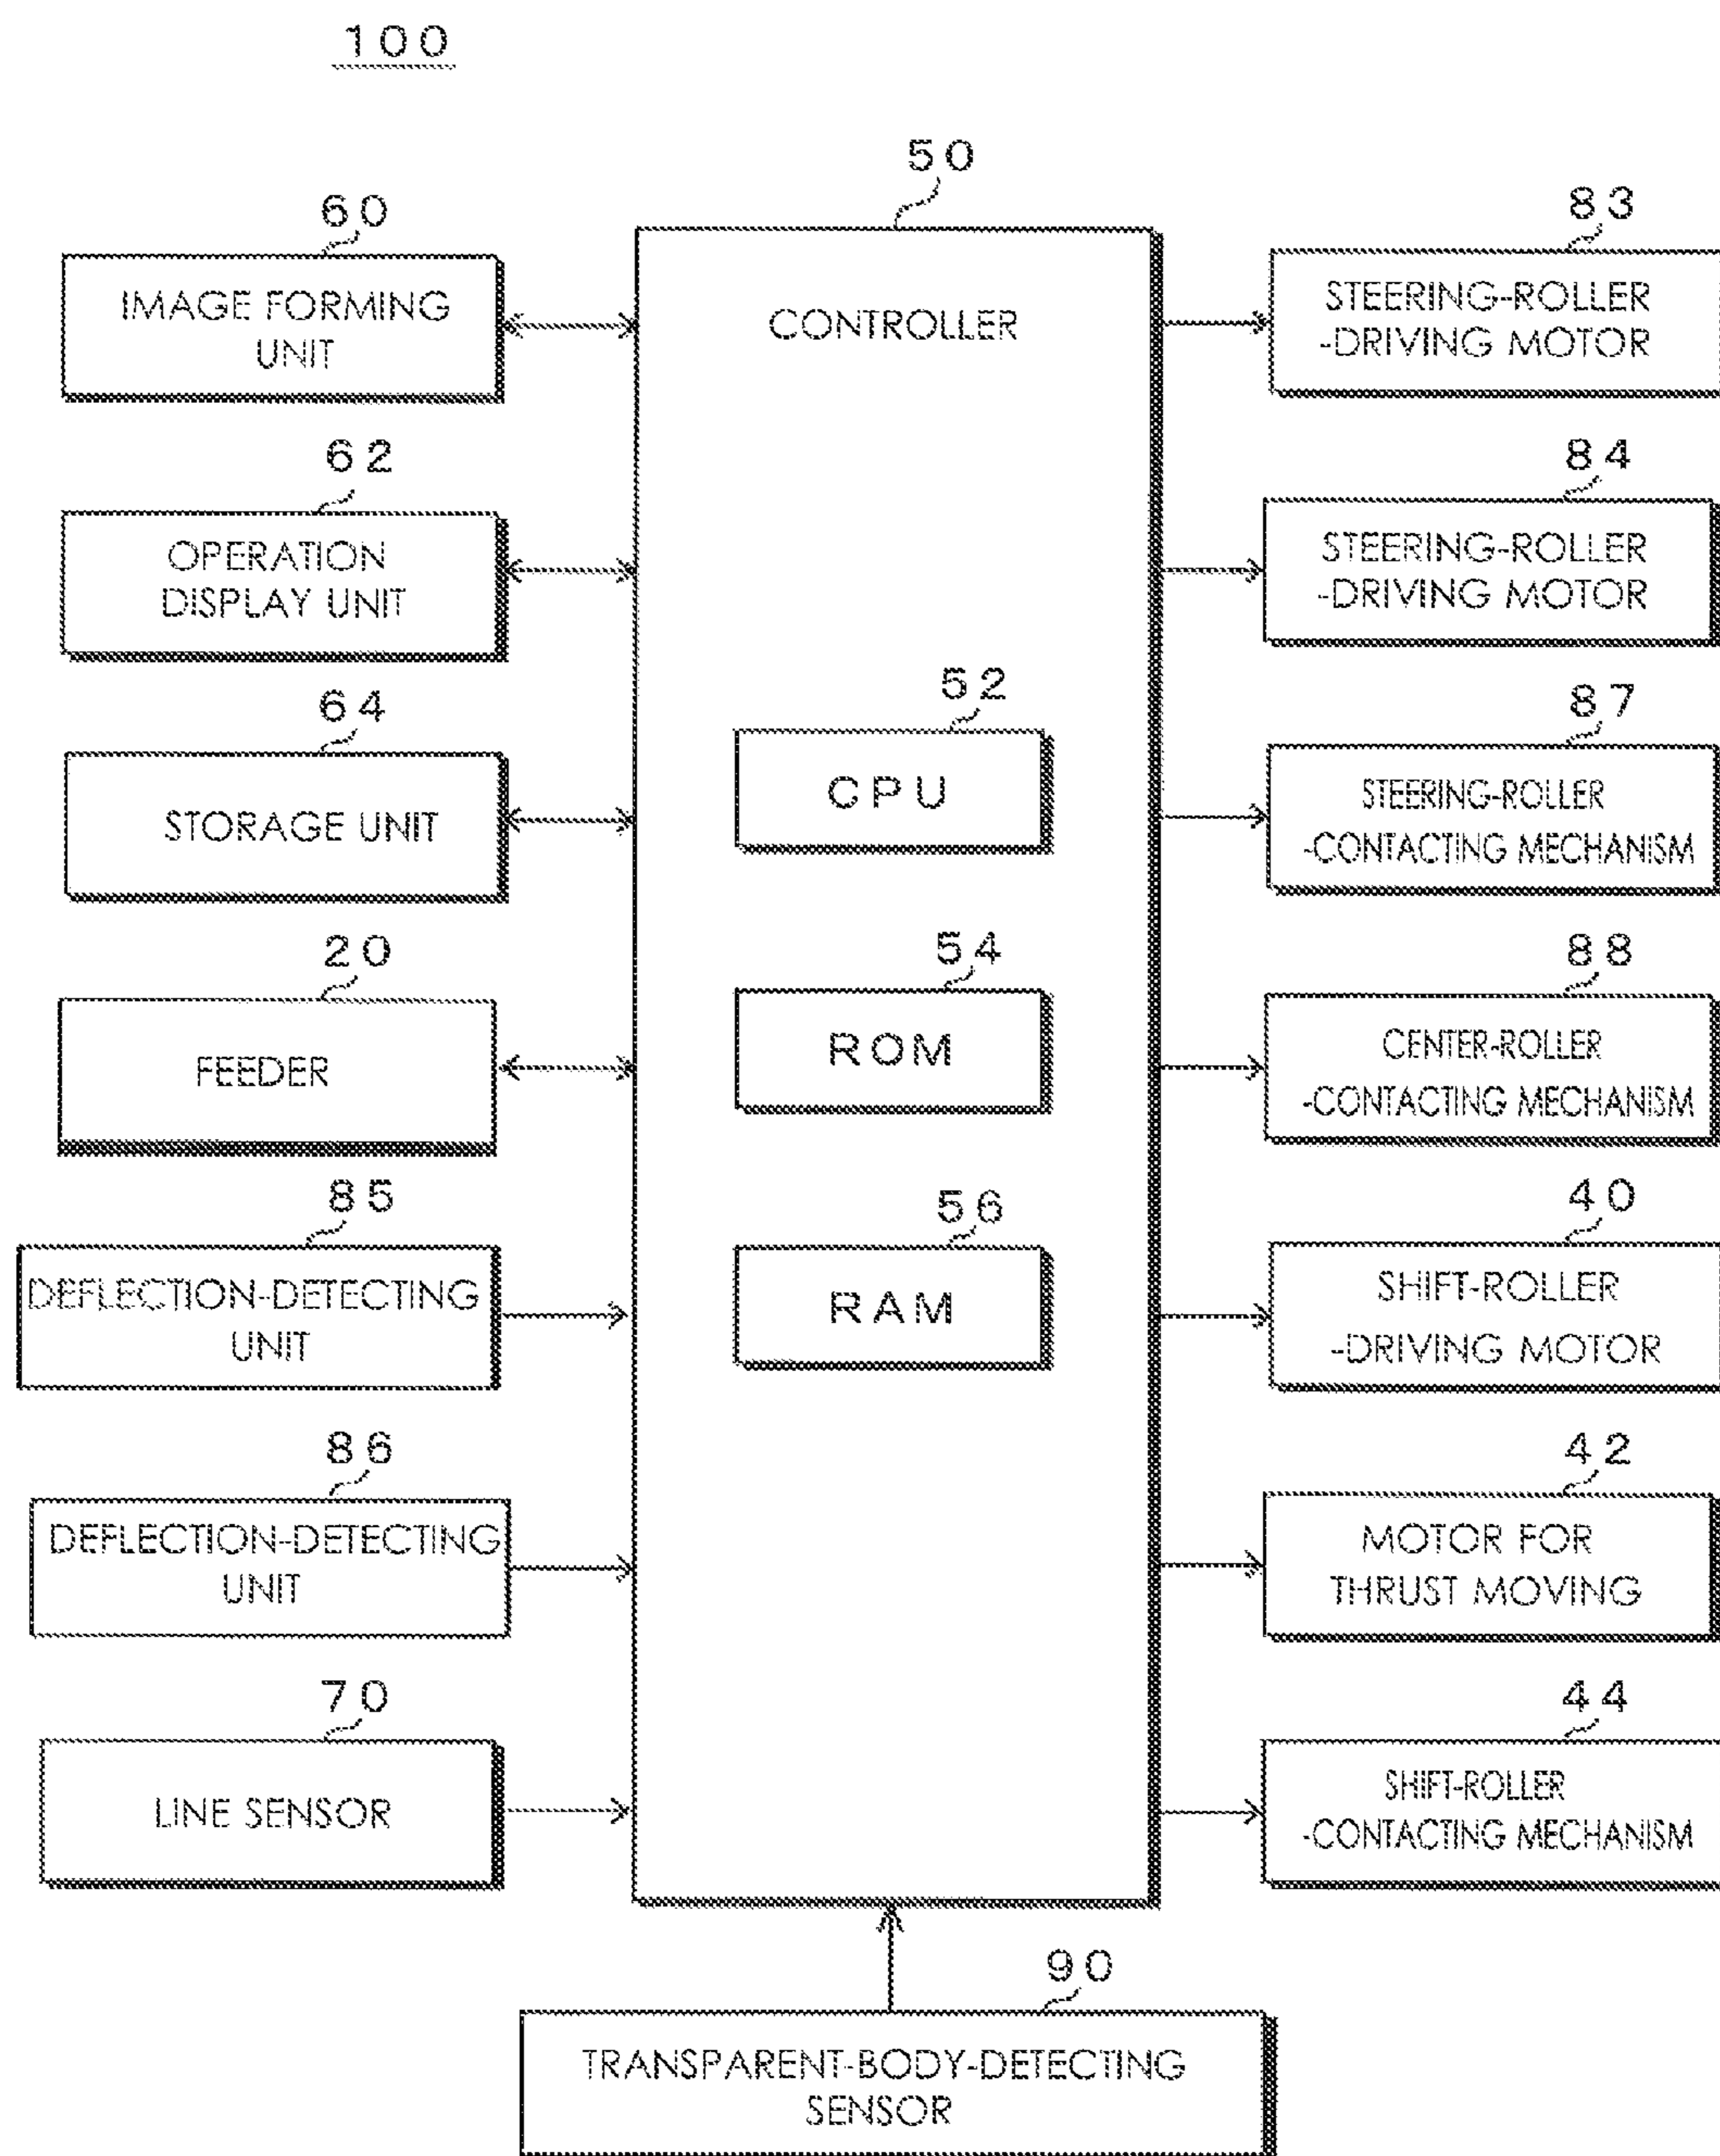 100
50
60
IMAGE FORMING
UNIT
62
OPERATION
DISPLAY UNIT
64
STORAGE UNIT
20
FEEDER
85
DEFLECTION-DETECTING
UNIT
86
DEFLECTION-DETECTING
UNIT
70
LINE SENSOR
CONTROLLER
52
CPU
54
ROM
56
RAM
83
STEERING-ROLLER
-DRIVING MOTOR
84
STEERING-ROLLER
-DRIVING MOTOR
87
STEERING-ROLLER
-CONTACTING MECHANISM
88
CENTER-ROLLER
-CONTACTING MECHANISM
40
SHIFT-ROLLER
-DRIVING MOTOR
42
MOTOR FOR
THRUST MOVING
44
SHIFT-ROLLER
-CONTACTING MECHANISM
90
TRANSPARENT-BODY-DETECTING
SENSOR